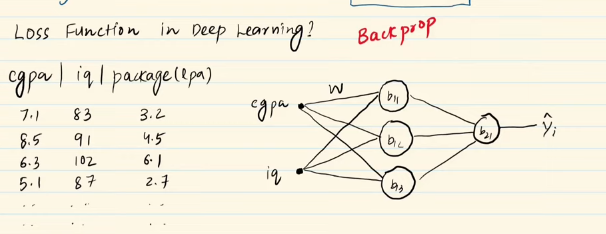 Loss Function in Deep Learning?
Backprop
cgpa | iq | package(lpa)
7.1 83 3.2
8.5 91 4.5
6.3 102 6.1
5.1 87 2.7
cgpa
iq
W
b11
b12
b13
b21
ŷi